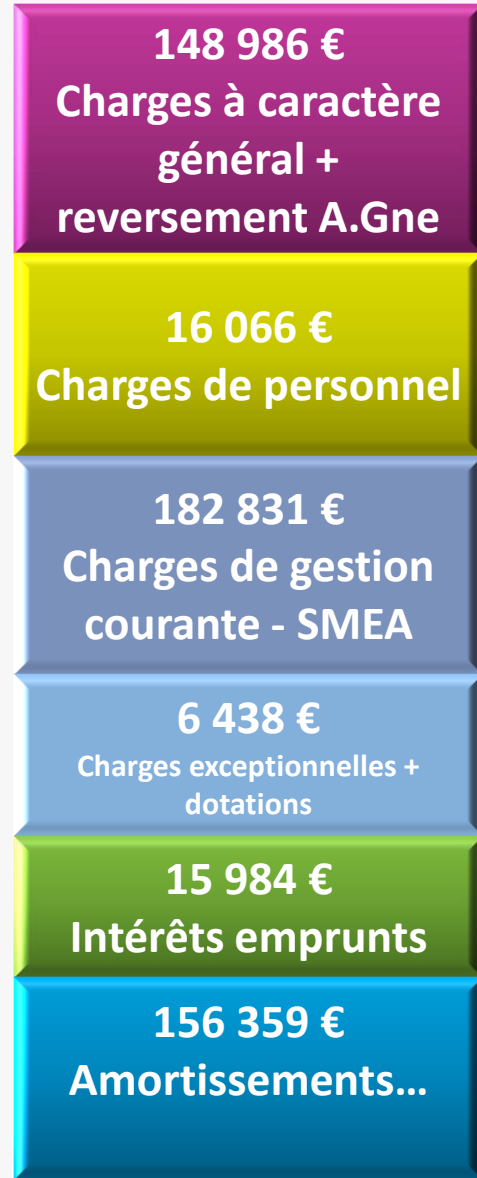 148 986 €
Charges à caractère
général +
reversement A.Gne
16 066 €
Charges de personnel
182 831 €
Charges de gestion
courante - SMEA
6 438 €
Charges exceptionnelles +
dotations
15 984 €
Intérêts emprunts
156 359 €
Amortissements…